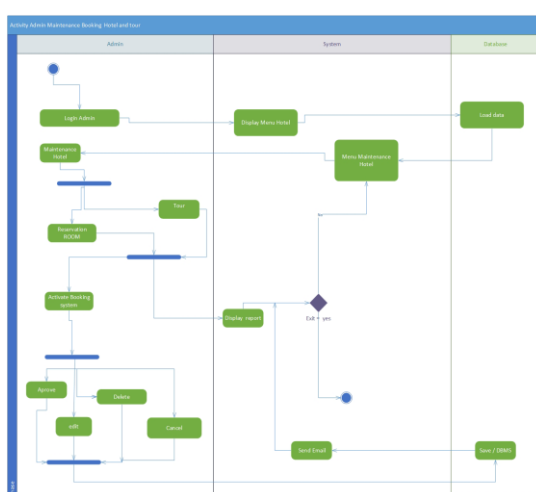 Activity Admin Maintenance Booking Hotel and tour
Admin
System
Database
Login Admin
Display Menu Hotel
Load data
Maintenance
Hotel
Menu Maintenance
Hotel
Tour
Reservation
ROOM
Activate Booking
system
Display report
Exit = yes
Aprove
Delete
edit
Cancel
Send Email
Save / DBMS